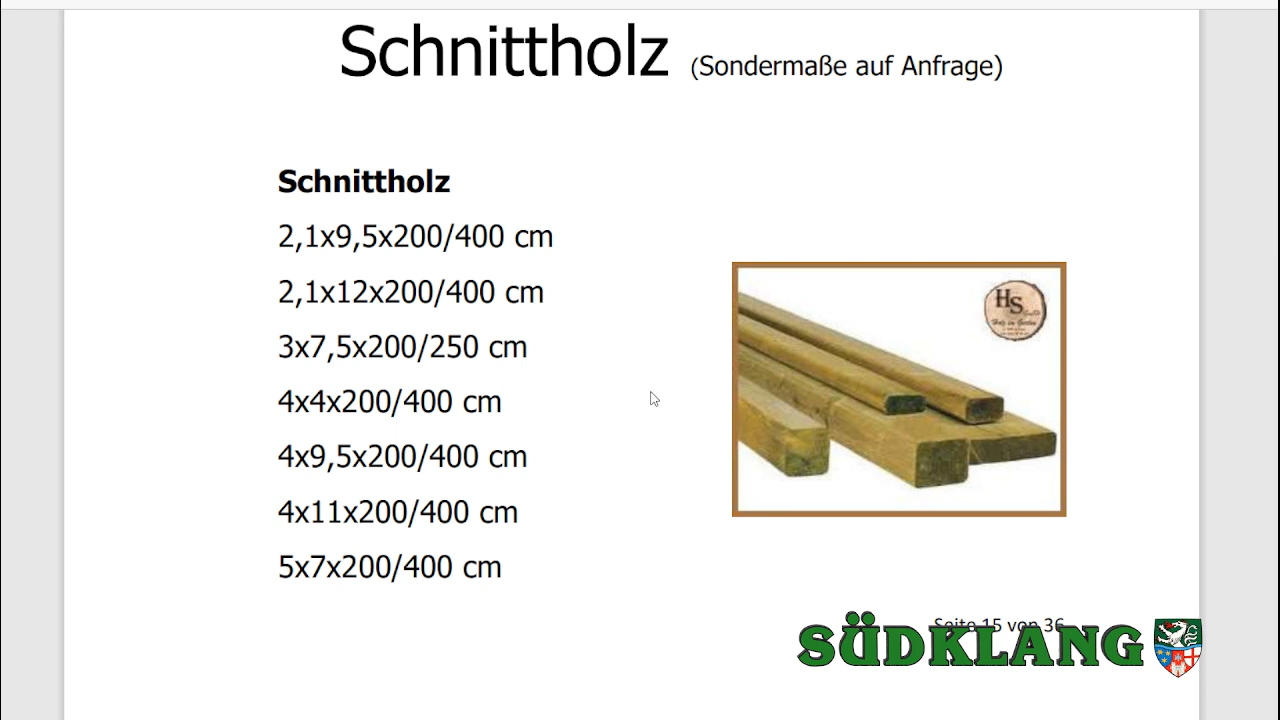 Schnittholz (Sondermaße auf Anfrage)
Schnittholz
2,1x9,5x200/400 cm
2,1x12x200/400 cm
3x7,5x200/250 cm
4x4x200/400 cm
4x9,5x200/400 cm
4x11x200/400 cm
5x7x200/400 cm
HS
Seite 15 von 36
SÜDKLANG